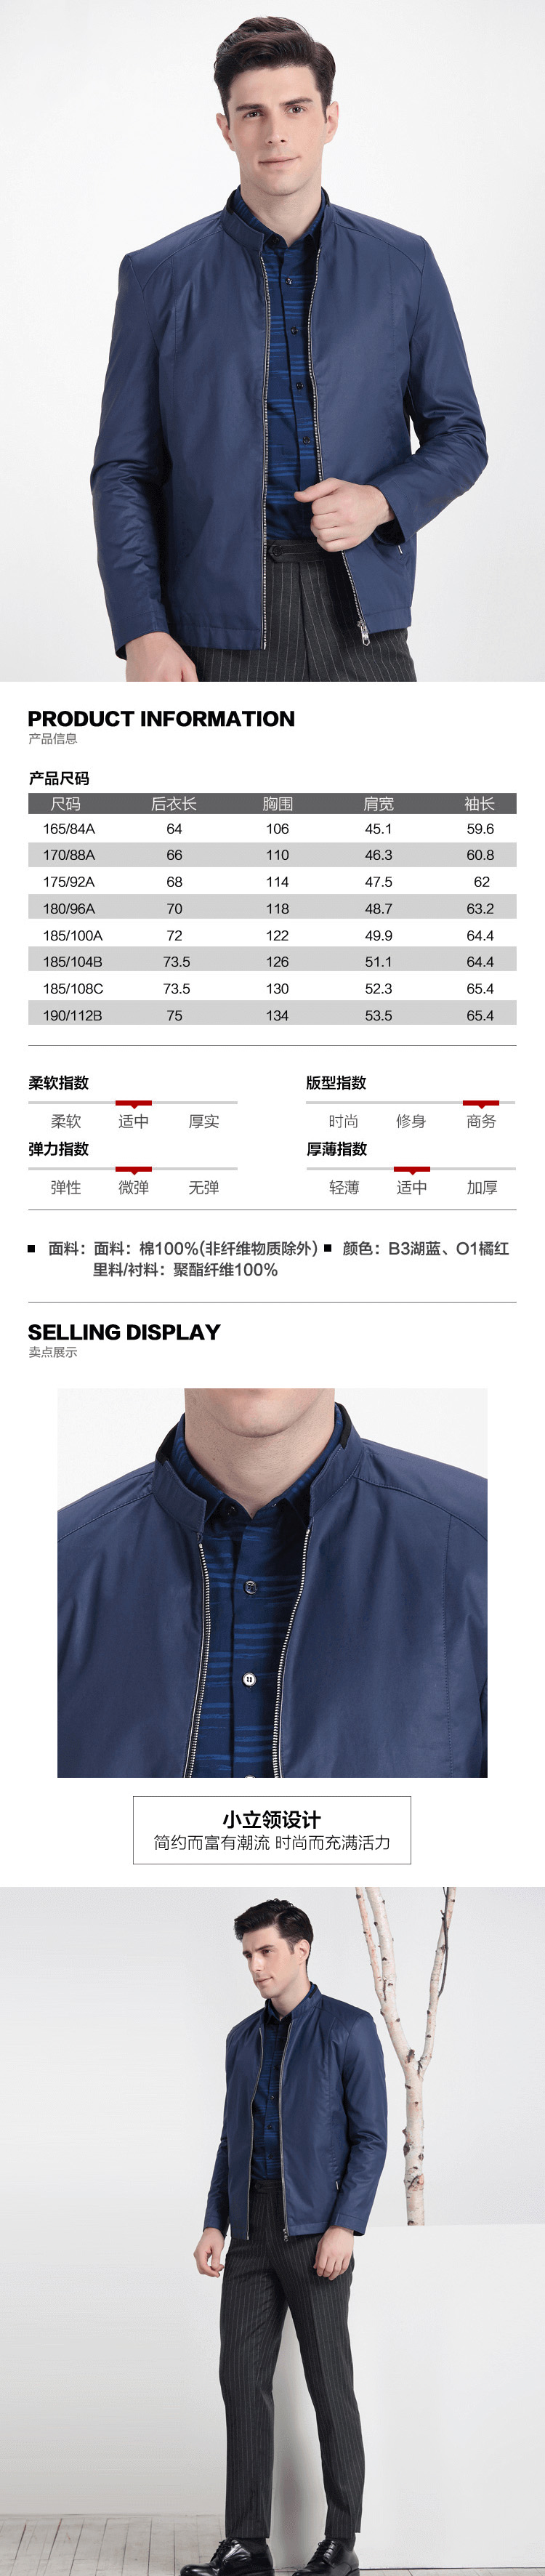 PRODUCT INFORMATION
产品信息
产品尺码
尺码 后衣长 胸围 肩宽 袖长
165/84A 64 106 45.1 59.6
170/88A 66 110 46.3 60.8
175/92A 68 114 47.5 62
180/96A 70 118 48.7 63.2
185/100A 72 122 49.9 64.4
185/104B 73.5 126 51.1 64.4
185/108C 73.5 130 52.3 65.4
190/112B 75 134 53.5 65.4
柔软指数 版型指数
柔软 适中 厚实 时尚 修身 商务
弹力指数 厚薄指数
弹性 微弹 无弹 轻薄 适中 加厚
■ 面料：面料：棉100%(非纤维物质除外) ■ 颜色：B3湖蓝、O1橘红
里料/衬料：聚酯纤维100%
SELLING DISPLAY
卖点展示
小立领设计
简约而富有潮流 时尚而充满活力